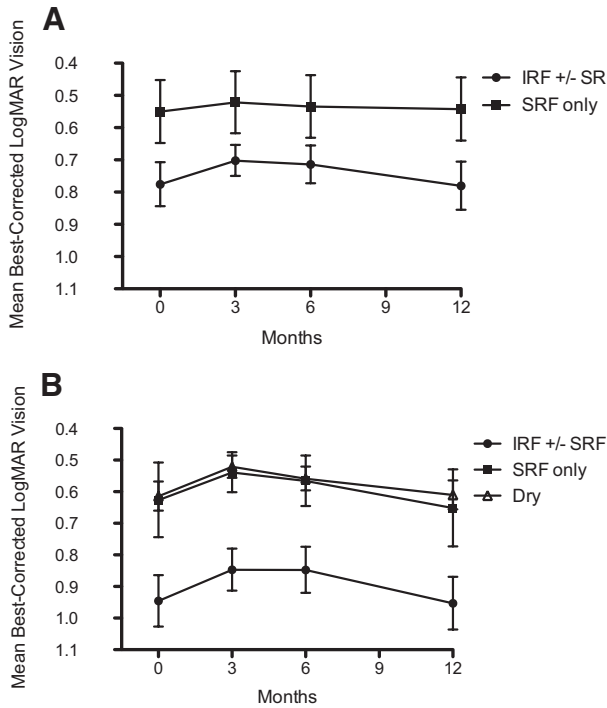 A
Mean Best-Corrected LogMAR Vision
0.4
0.5
0.6
0.7
0.8
0.9
1.0
1.1
0 3 6 9 12
Months
IRF +/- SR
SRF only
B
Mean Best-Corrected LogMAR Vision
0.4
0.5
0.6
0.7
0.8
0.9
1.0
1.1
0 3 6 9 12
Months
IRF +/- SRF
SRF only
Dry